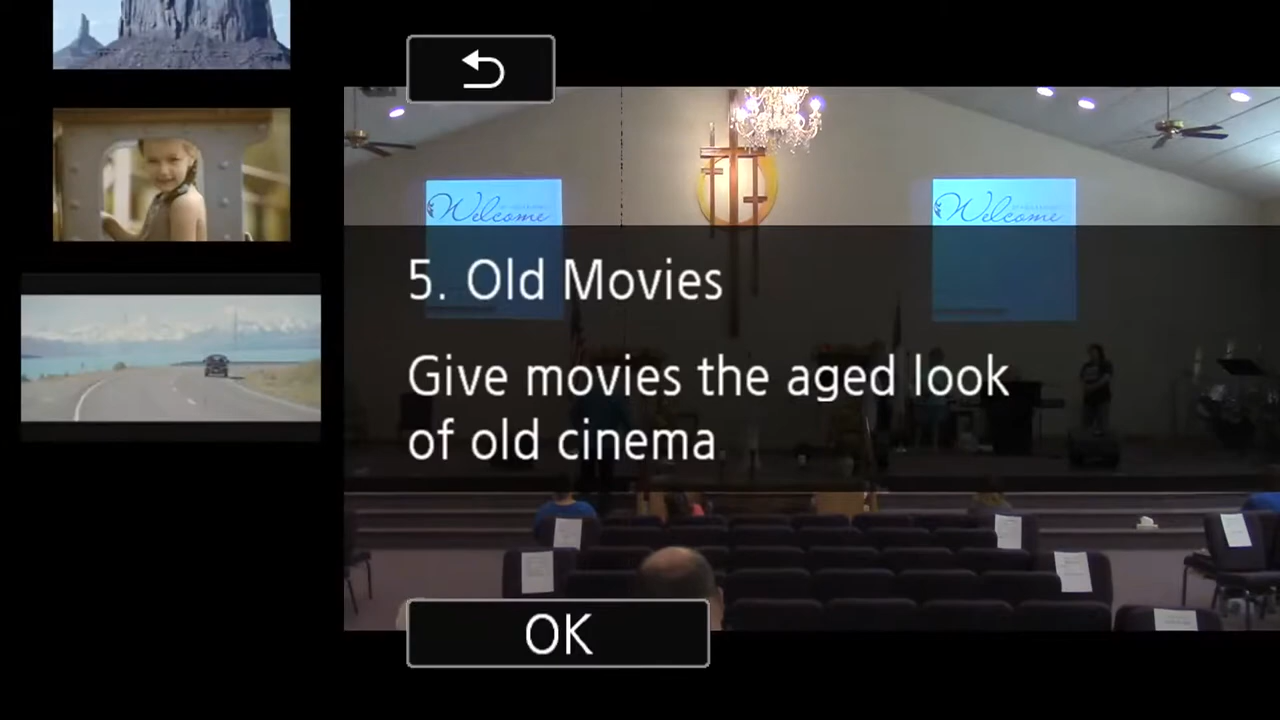 Welcome
Welcome
5. Old Movies
Give movies the aged look
of old cinema
OK